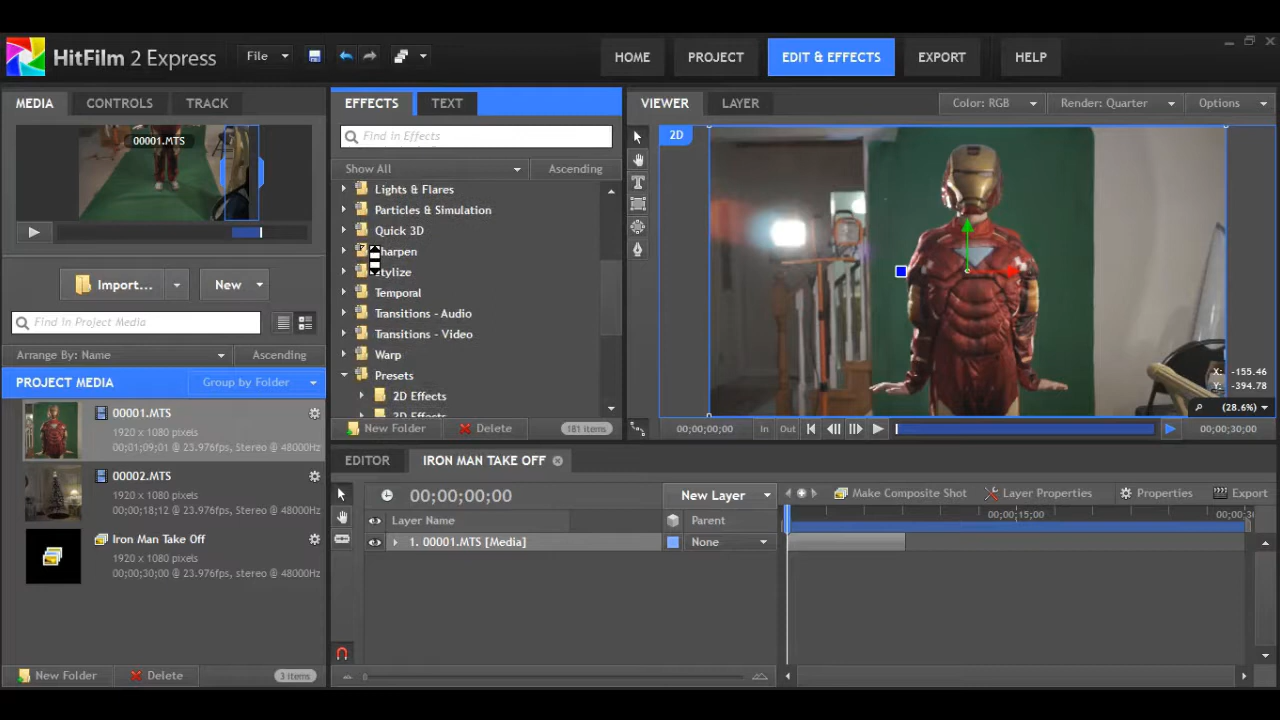 HitFilm 2 Express
File
HOME
PROJECT
EDIT & EFFECTS
EXPORT
HELP
MEDIA
CONTROLS
TRACK
00001.MTS
Import...
New
Find in Project Media
Arrange By: Name
Ascending
PROJECT MEDIA
Group by Folder
00001.MTS
1920 x 1080 pixels
00;01;09;01 @ 23.976fps, Stereo @ 48000Hz
00002.MTS
1920 x 1080 pixels
00;00;18;12 @ 23.976fps, Stereo @ 48000Hz
Iron Man Take Off
1920 x 1080 pixels
00;00;30;00 @ 23.976fps, stereo @ 48000Hz
New Folder
Delete
3 items
EFFECTS
TEXT
Find in Effects
Show All
Ascending
Lights & Flares
Particles & Simulation
Quick 3D
harpen
tylize
Temporal
Transitions - Audio
Transitions - Video
Warp
Presets
2D Effects
New Folder
Delete
181 items
VIEWER
LAYER
Color: RGB
Render: Quarter
Options
2D
X: -155.46
Y: -394.78
(28.6%)
00;00;00;00
In
Out
00;00;30;00
EDITOR
IRON MAN TAKE OFF
00;00;00;00
New Layer
Make Composite Shot
Layer Properties
Properties
Export
Layer Name
Parent
00;00;15;00
00;00;3
1. 00001.MTS [Media]
None